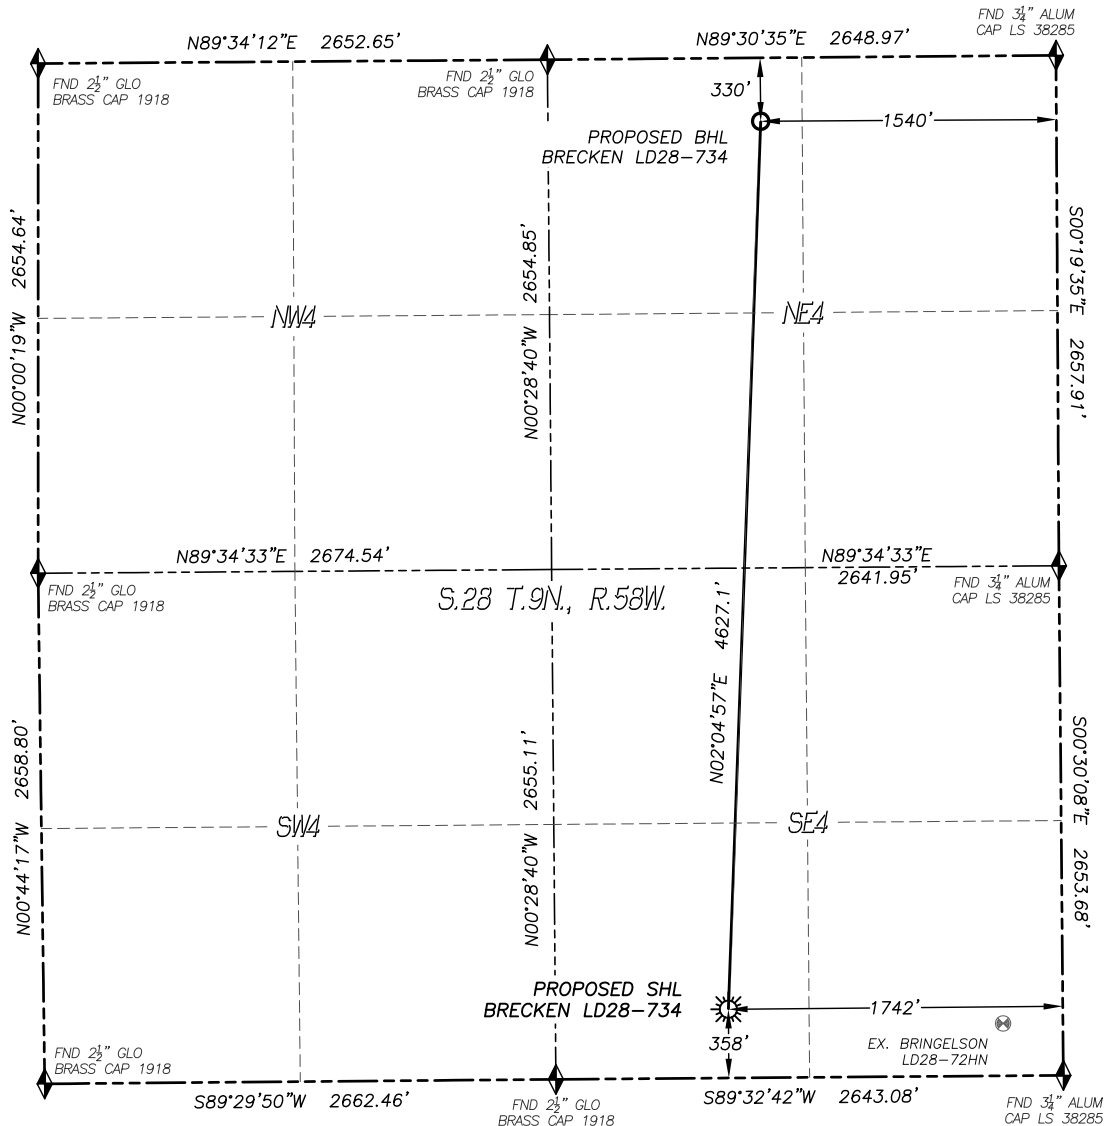 FND 3¼" ALUM
CAP LS 38285
N89°34'12"E 2652.65'
N89°30'35"E 2648.97'
FND 2½" GLO
BRASS CAP 1918
FND 2½" GLO
BRASS CAP 1918
330'
1540'
PROPOSED BHL
BRECKEN LD28-734
N00°00'19"W 2654.64'
N00°28'40"W 2654.85'
S00°19'35"E 2657.91'
NW4
NE4
N89°34'33"E 2674.54'
N89°34'33"E
2641.95'
FND 2½" GLO
BRASS CAP 1918
FND 3¼" ALUM
CAP LS 38285
S.28 T.9N., R.58W.
N02°04'57"E 4627.1'
N00°44'17"W 2658.80'
N00°28'40"W 2655.11'
S00°30'08"E 2653.68'
SW4
SE4
PROPOSED SHL
BRECKEN LD28-734
1742'
358'
EX. BRINGELSON
LD28-72HN
FND 2½" GLO
BRASS CAP 1918
S89°29'50"W 2662.46'
FND 2½" GLO
BRASS CAP 1918
S89°32'42"W 2643.08'
FND 3¼" ALUM
CAP LS 38285